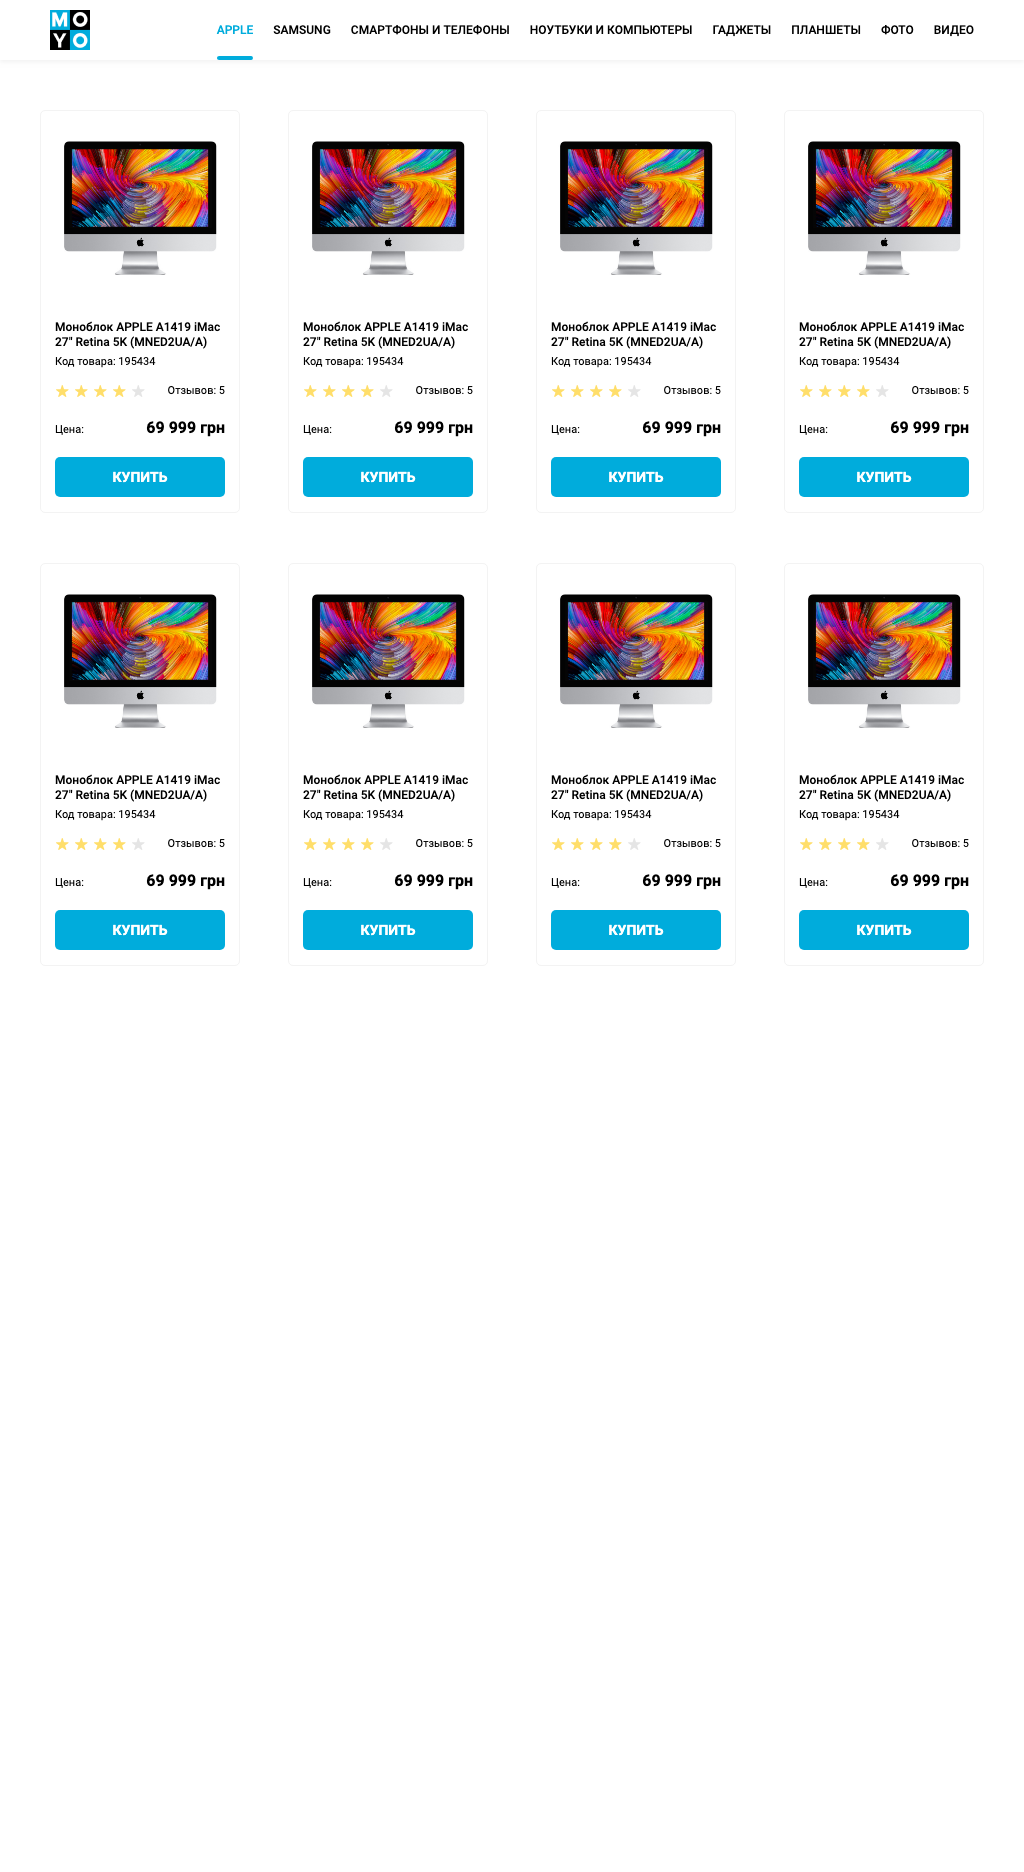 MO
YO
APPLE SAMSUNG СМАРТФОНЫ И ТЕЛЕФОНЫ НОУТБУКИ И КОМПЬЮТЕРЫ ГАДЖЕТЫ ПЛАНШЕТЫ ФОТО ВИДЕО
Моноблок APPLE A1419 iMac
27" Retina 5K (MNED2UA/A)
Код товара: 195434
Отзывов: 5
Цена: 69 999 грн
КУПИТЬ
Моноблок APPLE A1419 iMac
27" Retina 5K (MNED2UA/A)
Код товара: 195434
Отзывов: 5
Цена: 69 999 грн
КУПИТЬ
Моноблок APPLE A1419 iMac
27" Retina 5K (MNED2UA/A)
Код товара: 195434
Отзывов: 5
Цена: 69 999 грн
КУПИТЬ
Моноблок APPLE A1419 iMac
27" Retina 5K (MNED2UA/A)
Код товара: 195434
Отзывов: 5
Цена: 69 999 грн
КУПИТЬ
Моноблок APPLE A1419 iMac
27" Retina 5K (MNED2UA/A)
Код товара: 195434
Отзывов: 5
Цена: 69 999 грн
КУПИТЬ
Моноблок APPLE A1419 iMac
27" Retina 5K (MNED2UA/A)
Код товара: 195434
Отзывов: 5
Цена: 69 999 грн
КУПИТЬ
Моноблок APPLE A1419 iMac
27" Retina 5K (MNED2UA/A)
Код товара: 195434
Отзывов: 5
Цена: 69 999 грн
КУПИТЬ
Моноблок APPLE A1419 iMac
27" Retina 5K (MNED2UA/A)
Код товара: 195434
Отзывов: 5
Цена: 69 999 грн
КУПИТЬ